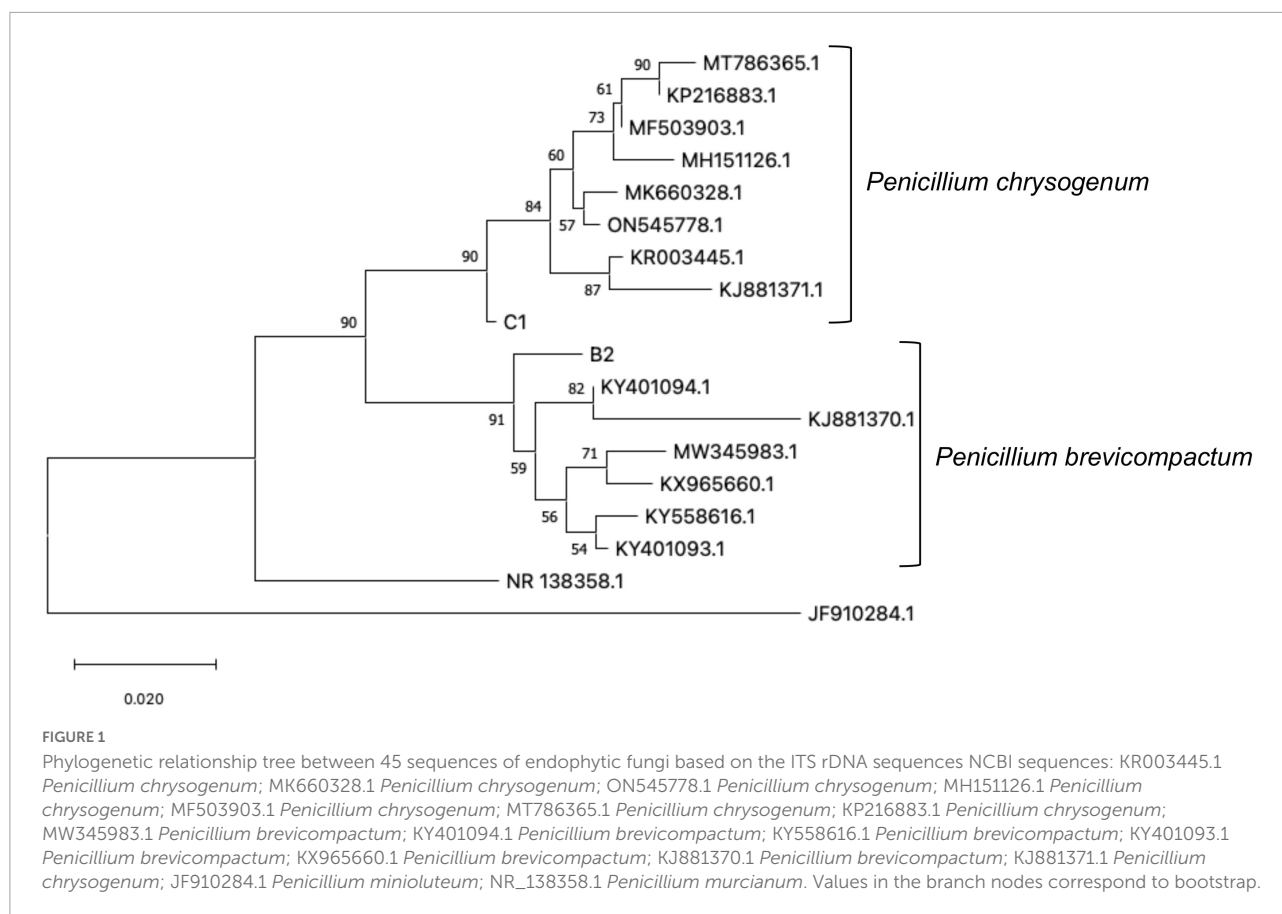 90
MT786365.1
61
KP216883.1
73
MF503903.1
60
MH151126.1
Penicillium chrysogenum
84
MK660328.1
57
ON545778.1
90
KR003445.1
87
KJ881371.1
90
C1
B2
82
KY401094.1
91
KJ881370.1
59
71
MW345983.1
Penicillium brevicompactum
KX965660.1
56
KY558616.1
54
KY401093.1
NR 138358.1
JF910284.1
0.020
FIGURE 1
Phylogenetic relationship tree between 45 sequences of endophytic fungi based on the ITS rDNA sequences NCBI sequences: KR003445.1
Penicillium chrysogenum; MK660328.1 Penicillium chrysogenum; ON545778.1 Penicillium chrysogenum; MH151126.1 Penicillium
chrysogenum; MF503903.1 Penicillium chrysogenum; MT786365.1 Penicillium chrysogenum; KP216883.1 Penicillium chrysogenum;
MW345983.1 Penicillium brevicompactum; KY401094.1 Penicillium brevicompactum; KY558616.1 Penicillium brevicompactum; KY401093.1
Penicillium brevicompactum; KX965660.1 Penicillium brevicompactum; KJ881370.1 Penicillium brevicompactum; KJ881371.1 Penicillium
chrysogenum; JF910284.1 Penicillium minioluteum; NR_138358.1 Penicillium murcianum. Values in the branch nodes correspond to bootstrap.